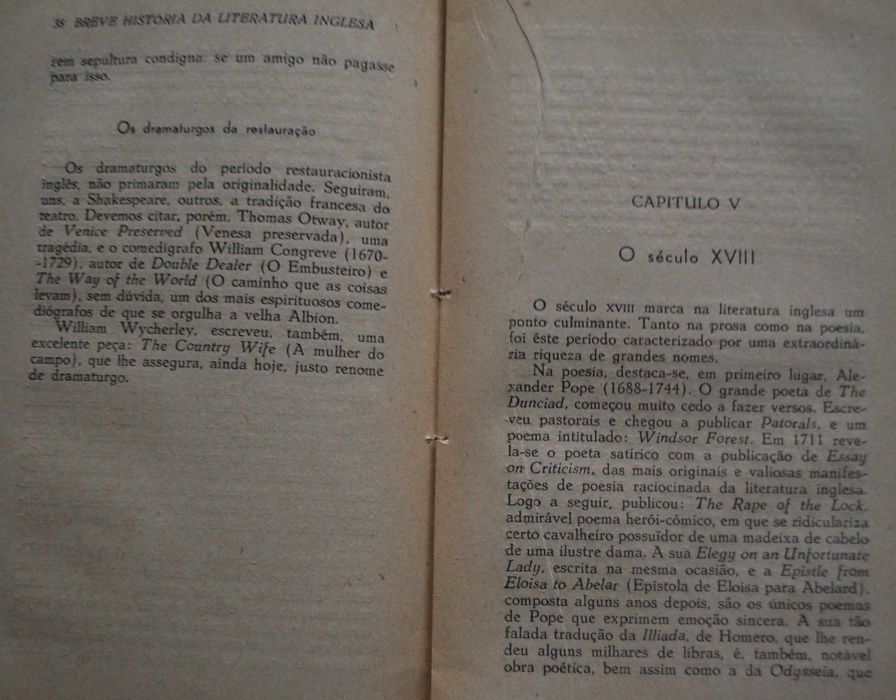 38 BREVE HISTÓRIA DA LITERATURA INGLESA
sem sepultura condigna: se um amigo não pagasse
para isso.
Os dramaturgos da restauração
Os dramaturgos do período restauracionista
inglês, não primaram pela originalidade. Seguiram,
uns, a Shakespeare, outros, a tradição francesa do
teatro. Devemos citar, porém, Thomas Otway, autor
de Venice Preserved (Venesa preservada), uma
tragédia, e o comedígrafo William Congreve (1670-
-1729), autor de Double Dealer (O Embusteiro) e
The Way of the World (O caminho que as coisas
levam), sem dúvida, um dos mais espirituosos come-
diógrafos de que se orgulha a velha Albion.
William Wycherley, escreveu, também, uma
excelente peça: The Country Wife (A mulher do
campo), que lhe assegura, ainda hoje, justo renome
de dramaturgo.
CAPITULO V
O século XVIII
O século XVIII marca na literatura inglesa um
ponto culminante. Tanto na prosa como na poesia,
foi êste período caracterizado por uma extraordiná-
ria riqueza de grandes nomes.
Na poesia, destaca-se, em primeiro lugar, Ale-
xander Pope (1688-1744). O grande poeta de The
Dunciad, começou muito cedo a fazer versos. Escre-
veu pastorais e chegou a publicar Patorals, e um
poema intitulado: Windsor Forest. Em 1711 reve-
la-se o poeta satírico com a publicação de Essay
on Criticism, das mais originais e valiosas manifes-
tações de poesia raciocinada da literatura inglesa.
Logo a seguir, publicou: The Rape of the Lock,
admirável poema herói-cómico, em que se ridiculariza
certo cavalheiro possuïdor de uma madeixa de cabelo
de uma ilustre dama. A sua Elegy on an Unfortunate
Lady, escrita na mesma ocasião, e a Epistle from
Eloisa to Abelar (Epístola de Eloisa para Abelard),
composta alguns anos depois, são os únicos poemas
de Pope que exprimem emoção sincera. A sua tão
falada tradução da Illiada, de Homero, que lhe ren-
deu alguns milhares de libras, é, também, notável
obra poética, bem assim como a da Odysseia, que